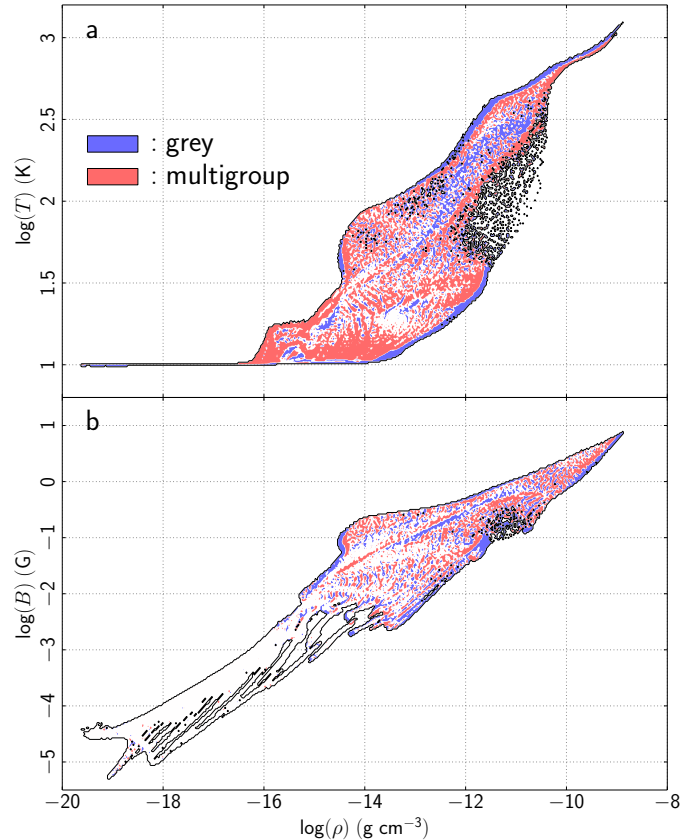 a
3
2.5
2
1.5
1
log(T) (K)
: grey
: multigroup
b
1
0
−1
−2
−3
−4
−5
log(B) (G)
−20 −18 −16 −14 −12 −10 −8
log(ρ) (g cm⁻³)